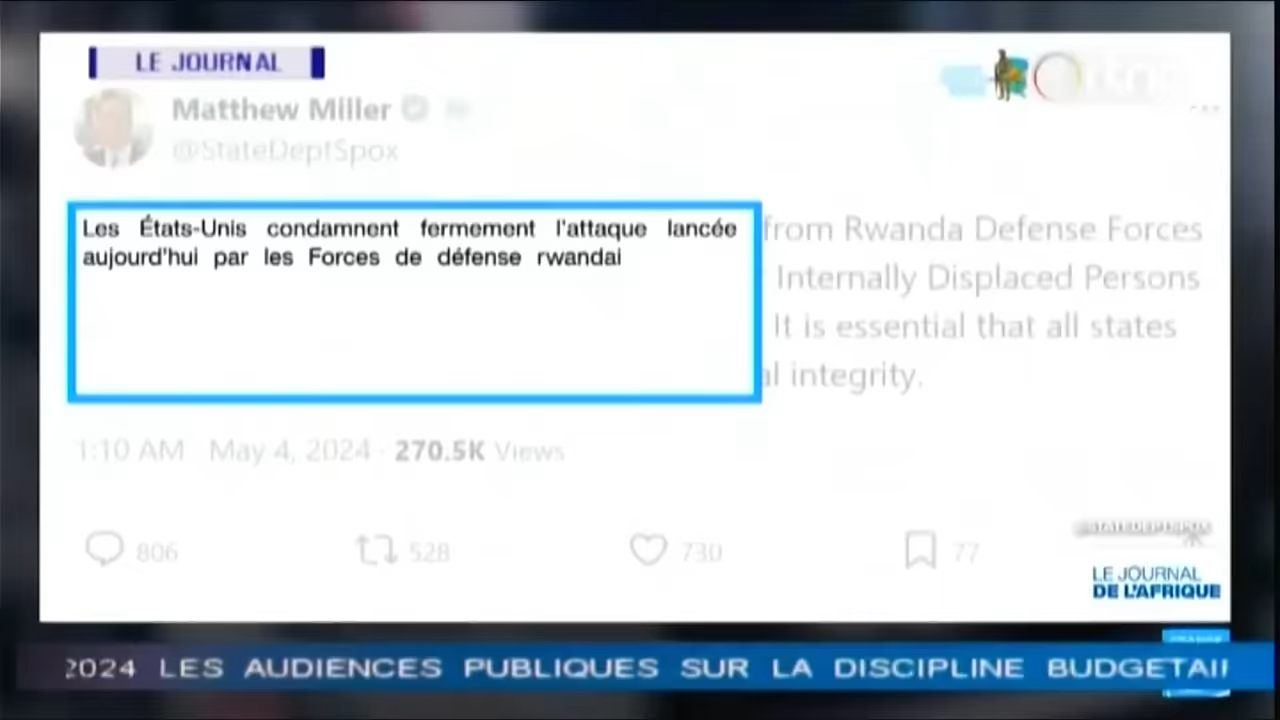 LE JOURNAL
Matthew Miller
@StateDeptSpox
Les États-Unis condamnent fermement l'attaque lancée
aujourd'hui par les Forces de défense rwandai
from Rwanda Defense Forces
Internally Displaced Persons
It is essential that all states
al integrity.
1:10 AM May 4, 2024 · 270.5K Views
806 528 730 77
@STATEDEPTSPOX
LE JOURNAL
DE L'AFRIQUE
2024 LES AUDIENCES PUBLIQUES SUR LA DISCIPLINE BUDGETAI